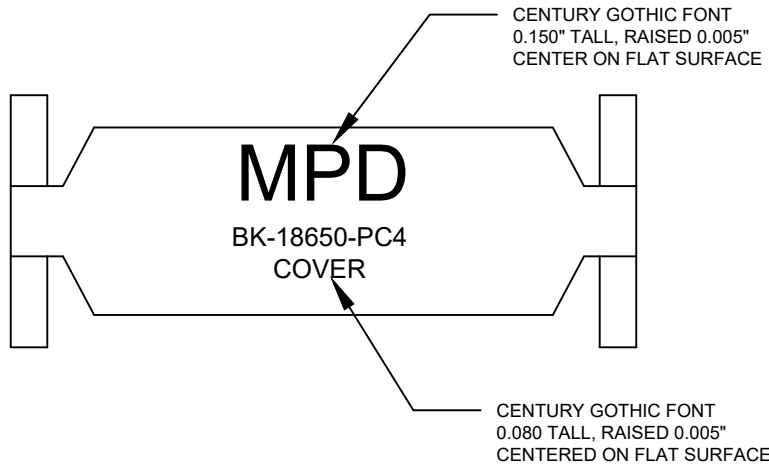 CENTURY GOTHIC FONT
0.150" TALL, RAISED 0.005"
CENTER ON FLAT SURFACE
MPD
BK-18650-PC4
COVER
CENTURY GOTHIC FONT
0.080 TALL, RAISED 0.005"
CENTERED ON FLAT SURFACE